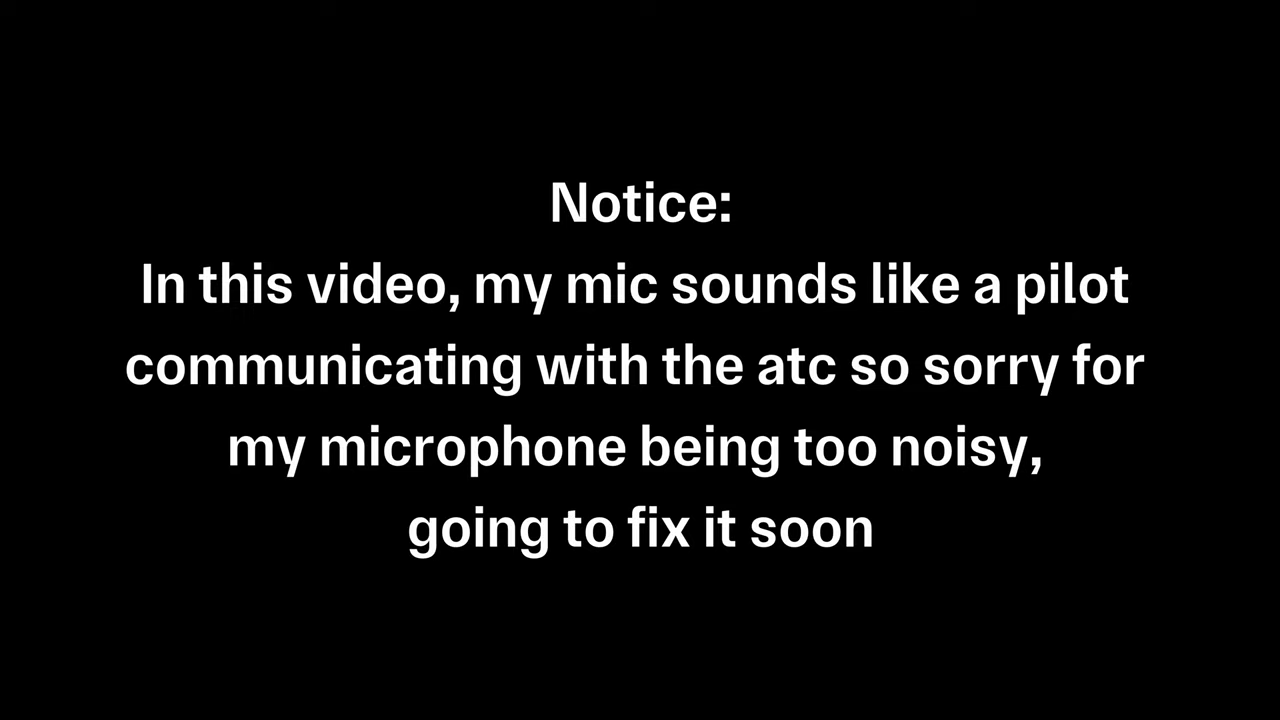 Notice:
In this video, my mic sounds like a pilot
communicating with the atc so sorry for
my microphone being too noisy,
going to fix it soon